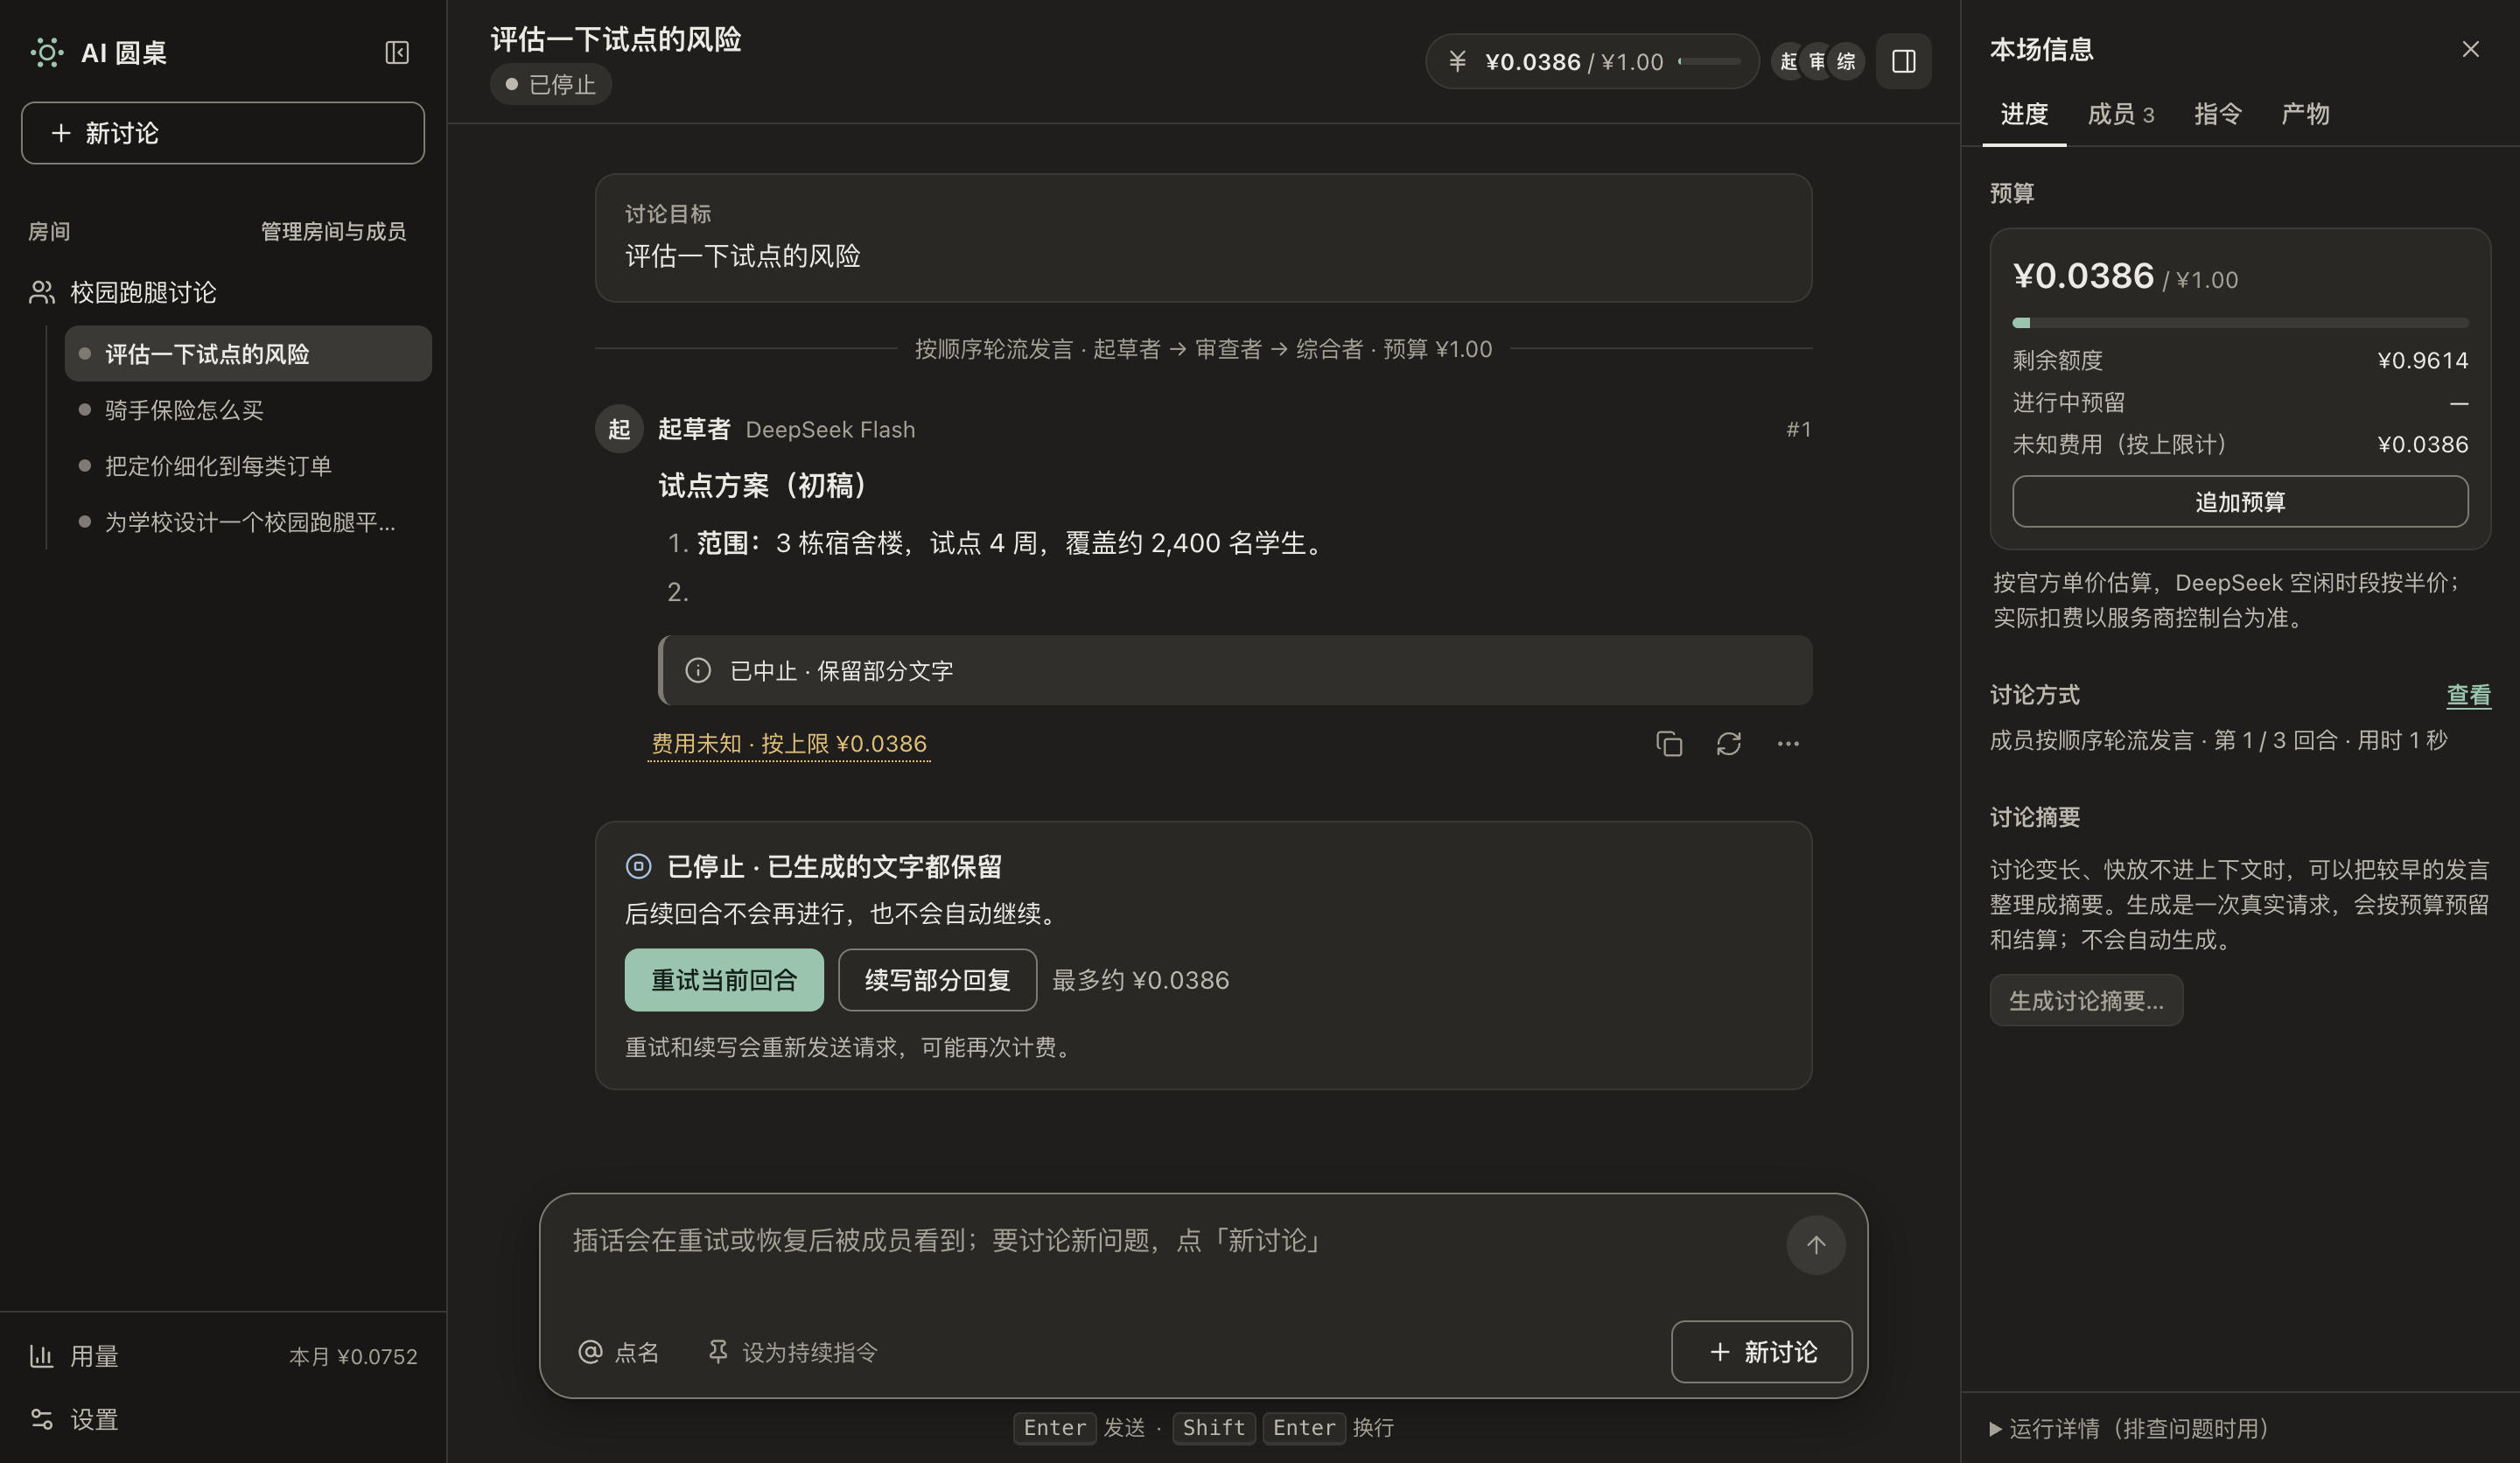 AI 圆桌
新讨论
房间
管理房间与成员
校园跑腿讨论
评估一下试点的风险
骑手保险怎么买
把定价细化到每类订单
为学校设计一个校园跑腿平...
用量
本月 ¥0.0752
设置
评估一下试点的风险
已停止
¥0.0386 / ¥1.00
起 审 综
讨论目标
评估一下试点的风险
按顺序轮流发言 · 起草者 → 审查者 → 综合者 · 预算 ¥1.00
起 起草者 DeepSeek Flash #1
试点方案（初稿）
1. 范围：3 栋宿舍楼，试点 4 周，覆盖约 2,400 名学生。
2.
已中止 · 保留部分文字
费用未知 · 按上限 ¥0.0386
已停止 · 已生成的文字都保留
后续回合不会再进行，也不会自动继续。
重试当前回合 续写部分回复 最多约 ¥0.0386
重试和续写会重新发送请求，可能再次计费。
插话会在重试或恢复后被成员看到；要讨论新问题，点「新讨论」
点名 设为持续指令 新讨论
Enter 发送 · Shift Enter 换行
本场信息
进度 成员 3 指令 产物
预算
¥0.0386 / ¥1.00
剩余额度 ¥0.9614
进行中预留 —
未知费用（按上限计） ¥0.0386
追加预算
按官方单价估算，DeepSeek 空闲时段按半价；
实际扣费以服务商控制台为准。
讨论方式 查看
成员按顺序轮流发言 · 第 1 / 3 回合 · 用时 1 秒
讨论摘要
讨论变长、快放不进上下文时，可以把较早的发言
整理成摘要。生成是一次真实请求，会按预算预留
和结算；不会自动生成。
生成讨论摘要...
运行详情（排查问题时用）